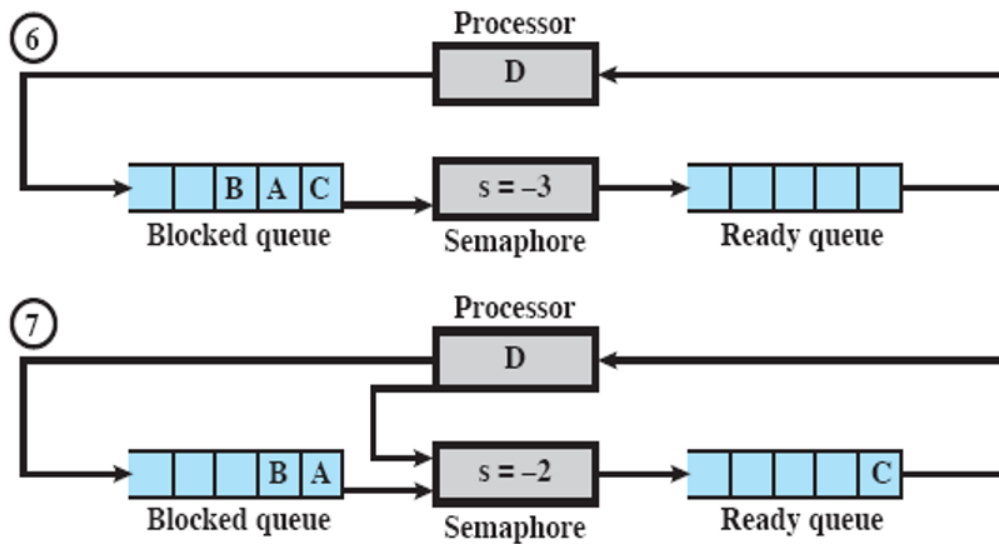 6
Processor
D
B A C
s = –3
Blocked queue
Semaphore
Ready queue
7
Processor
D
B A
s = –2
C
Blocked queue
Semaphore
Ready queue